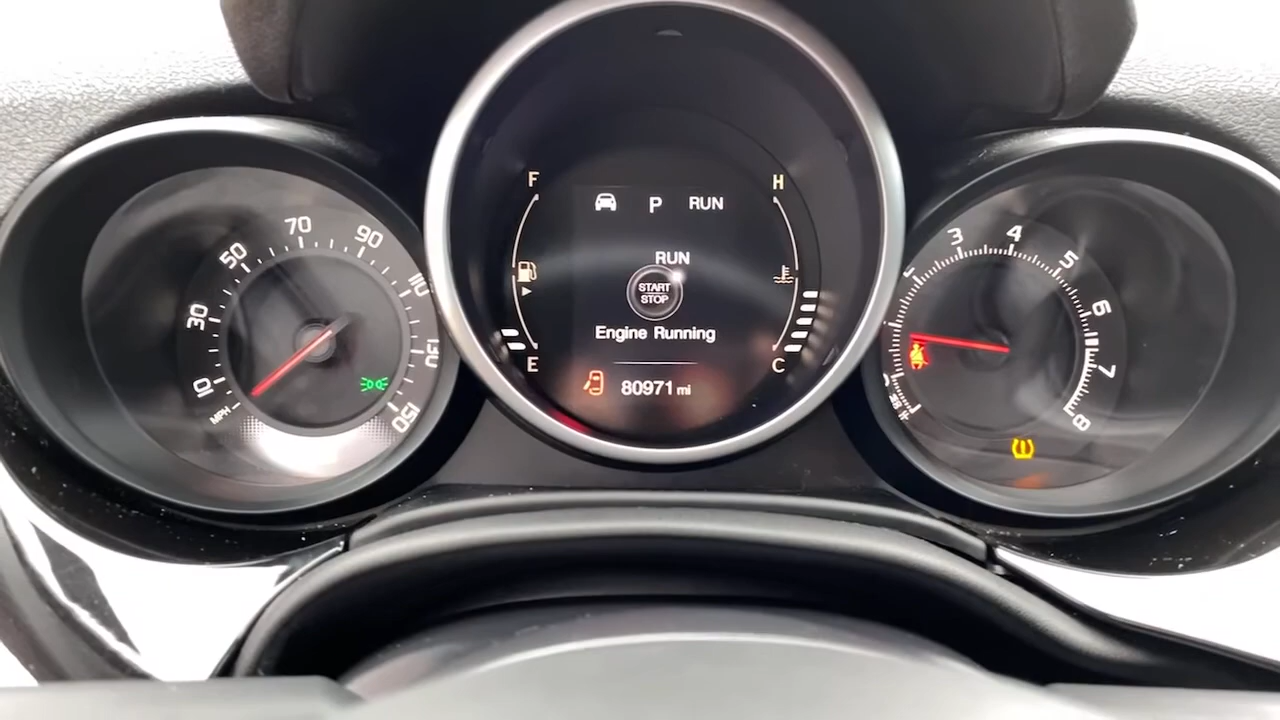 10
30
50
70
90
110
130
150
MPH
F
E
P RUN
RUN
START
STOP
Engine Running
80971 mi
H
C
3
4
5
6
7
8